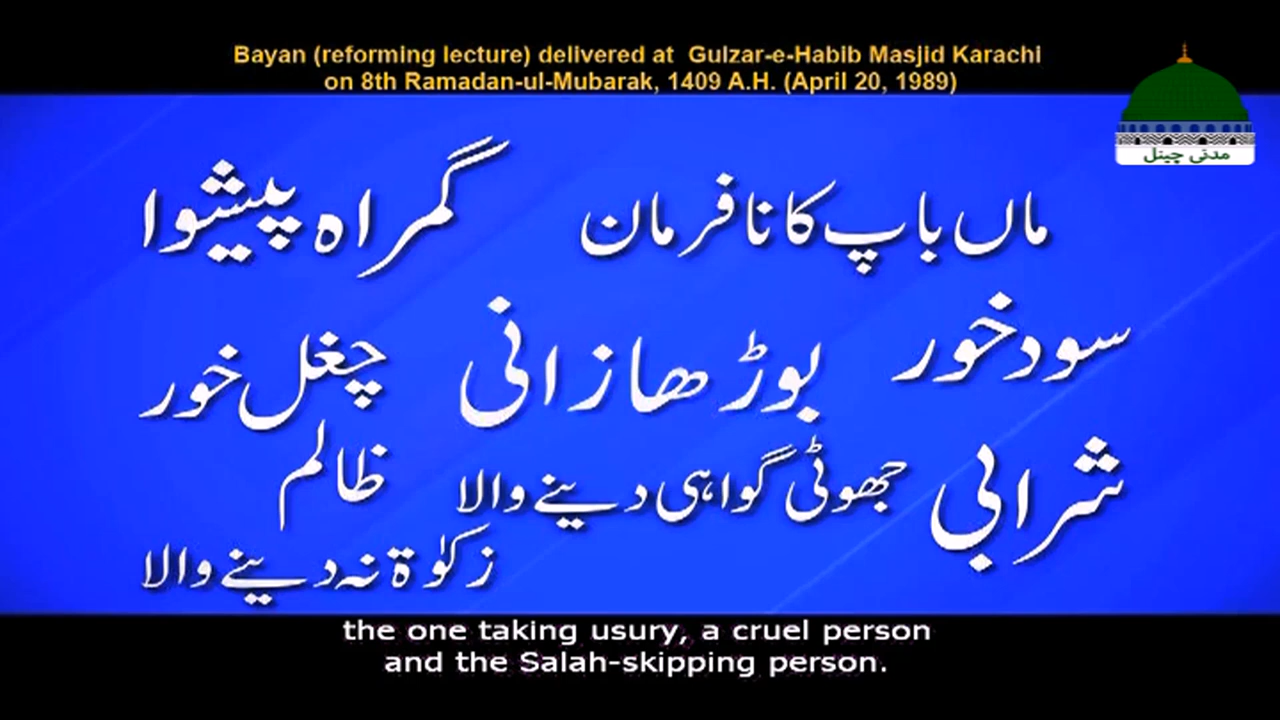 Bayan (reforming lecture) delivered at Gulzar-e-Habib Masjid Karachi
on 8th Ramadan-ul-Mubarak, 1409 A.H. (April 20, 1989)
مدنی چینل
ماں باپ کا نافرمان
گمراہ پیشوا
سود خور
بوڑھا زانی
چغل خور
شرابی
جھوٹی گواہی دینے والا
ظالم
زکوٰۃ نہ دینے والا
the one taking usury, a cruel person
and the Salah-skipping person.